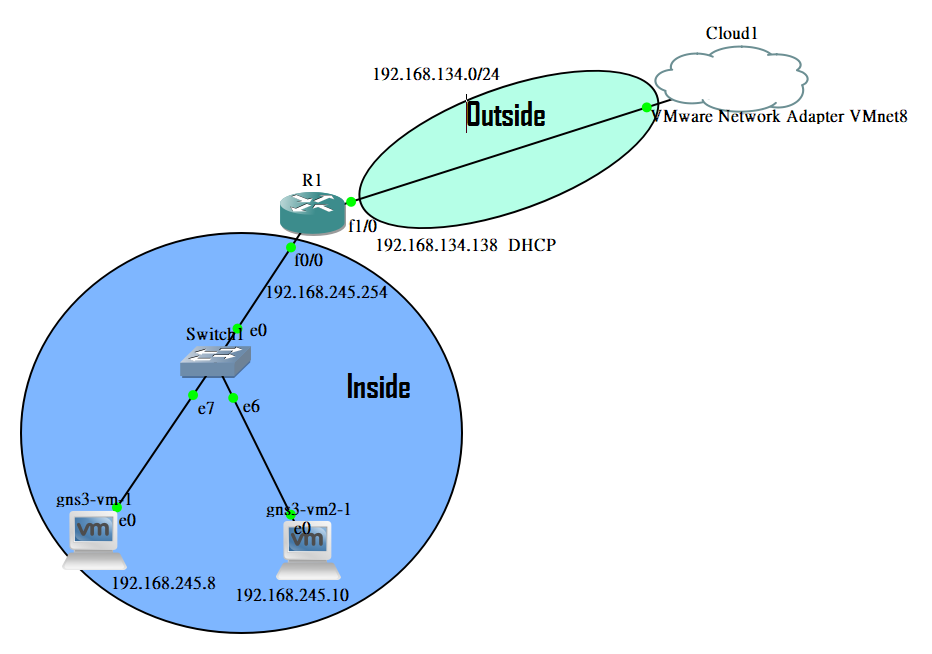 Cloud1
192.168.134.0/24
Outside
VMware Network Adapter VMnet8
R1
f1/0
192.168.134.138 DHCP
f0/0
192.168.245.254
Switch1 e0
Inside
e7 e6
gns3-vm-1
e0
gns3-vm2-1
e0
vm
vm
192.168.245.8
192.168.245.10